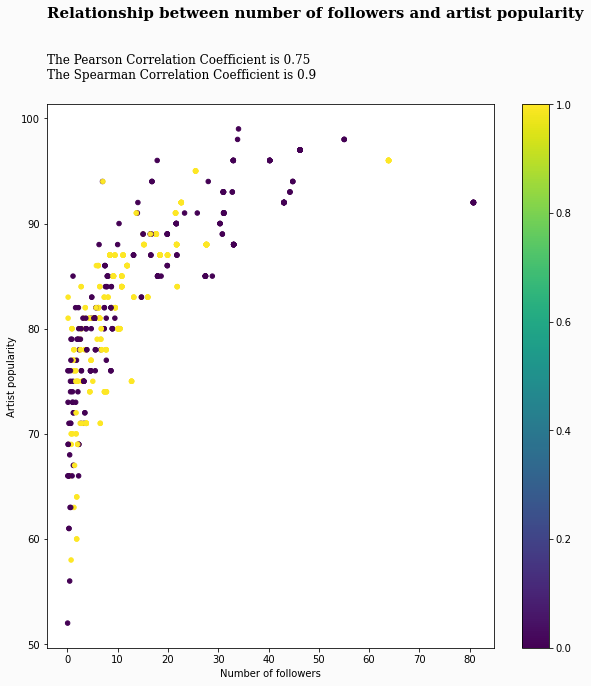 Relationship between number of followers and artist popularity
The Pearson Correlation Coefficient is 0.75
The Spearman Correlation Coefficient is 0.9
100
90
80
70
60
50
Artist popularity
0 10 20 30 40 50 60 70 80
Number of followers
1.0
0.8
0.6
0.4
0.2
0.0